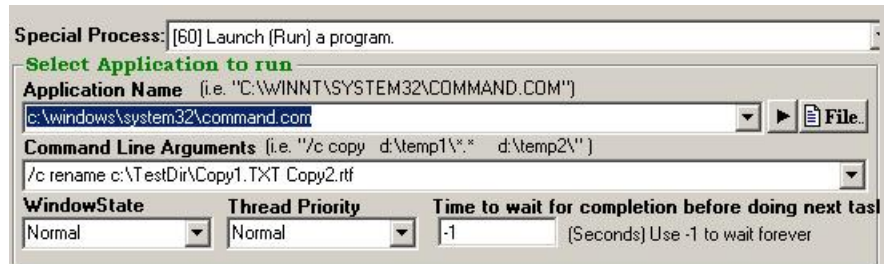 Special Process: [60] Launch (Run) a program.
Select Application to run
Application Name (i.e. "C:\WINNT\SYSTEM32\COMMAND.COM")
c:\windows\system32\command.com File..
Command Line Arguments (i.e. "/c copy d:\temp1\*.* d:\temp2\" )
/c rename c:\TestDir\Copy1.TXT Copy2.rtf
WindowState Thread Priority Time to wait for completion before doing next tas
Normal Normal -1 (Seconds) Use -1 to wait forever